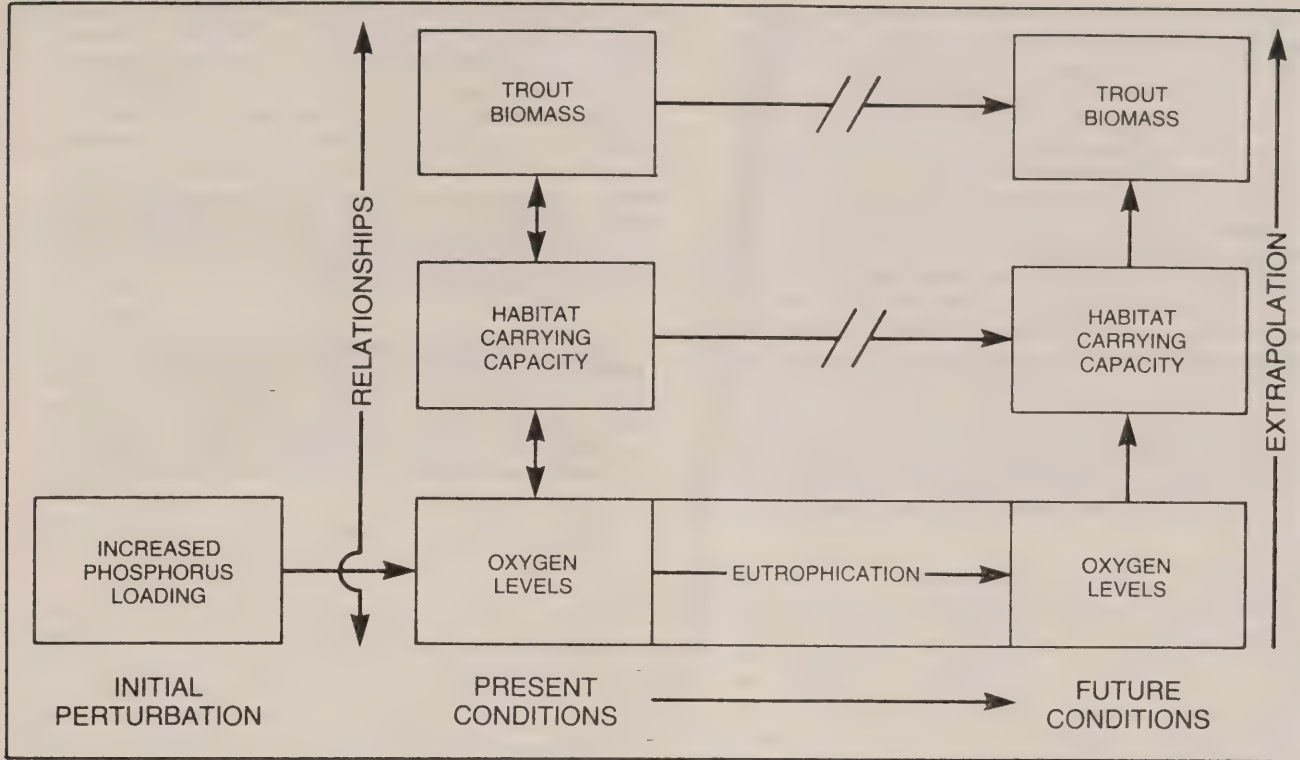 TROUT
BIOMASS
TROUT
BIOMASS
RELATIONSHIPS
HABITAT
CARRYING
CAPACITY
HABITAT
CARRYING
CAPACITY
EXTRAPOLATION
INCREASED
PHOSPHORUS
LOADING
OXYGEN
LEVELS
EUTROPHICATION
OXYGEN
LEVELS
INITIAL
PERTURBATION
PRESENT
CONDITIONS
FUTURE
CONDITIONS